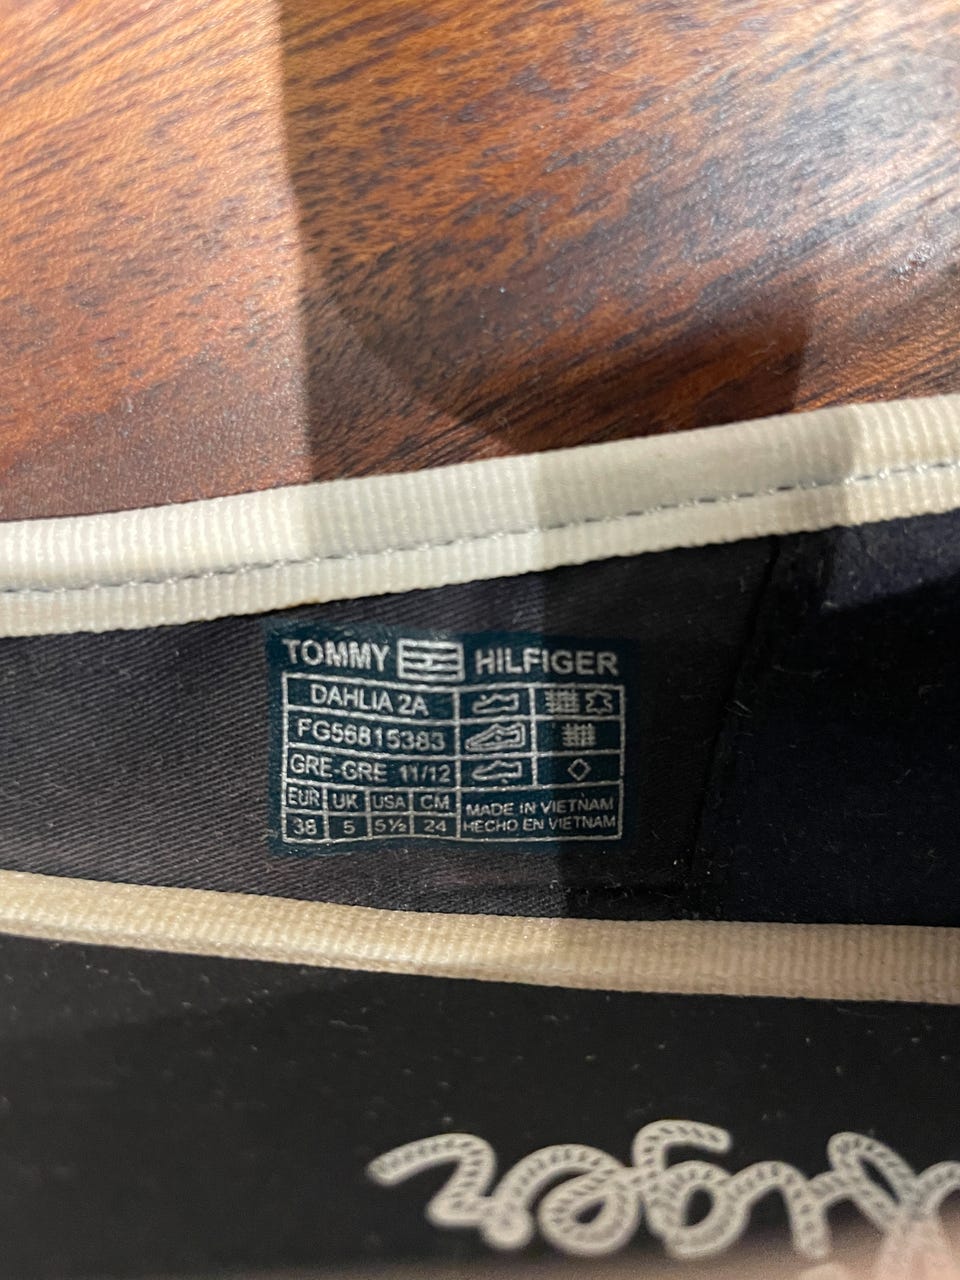 TOMMY HILFIGER
DAHLIA 2A
FG56815383
GRE-GRE 11/12
EUR UK USA CM
38 5 5½ 24
MADE IN VIETNAM
HECHO EN VIETNAM